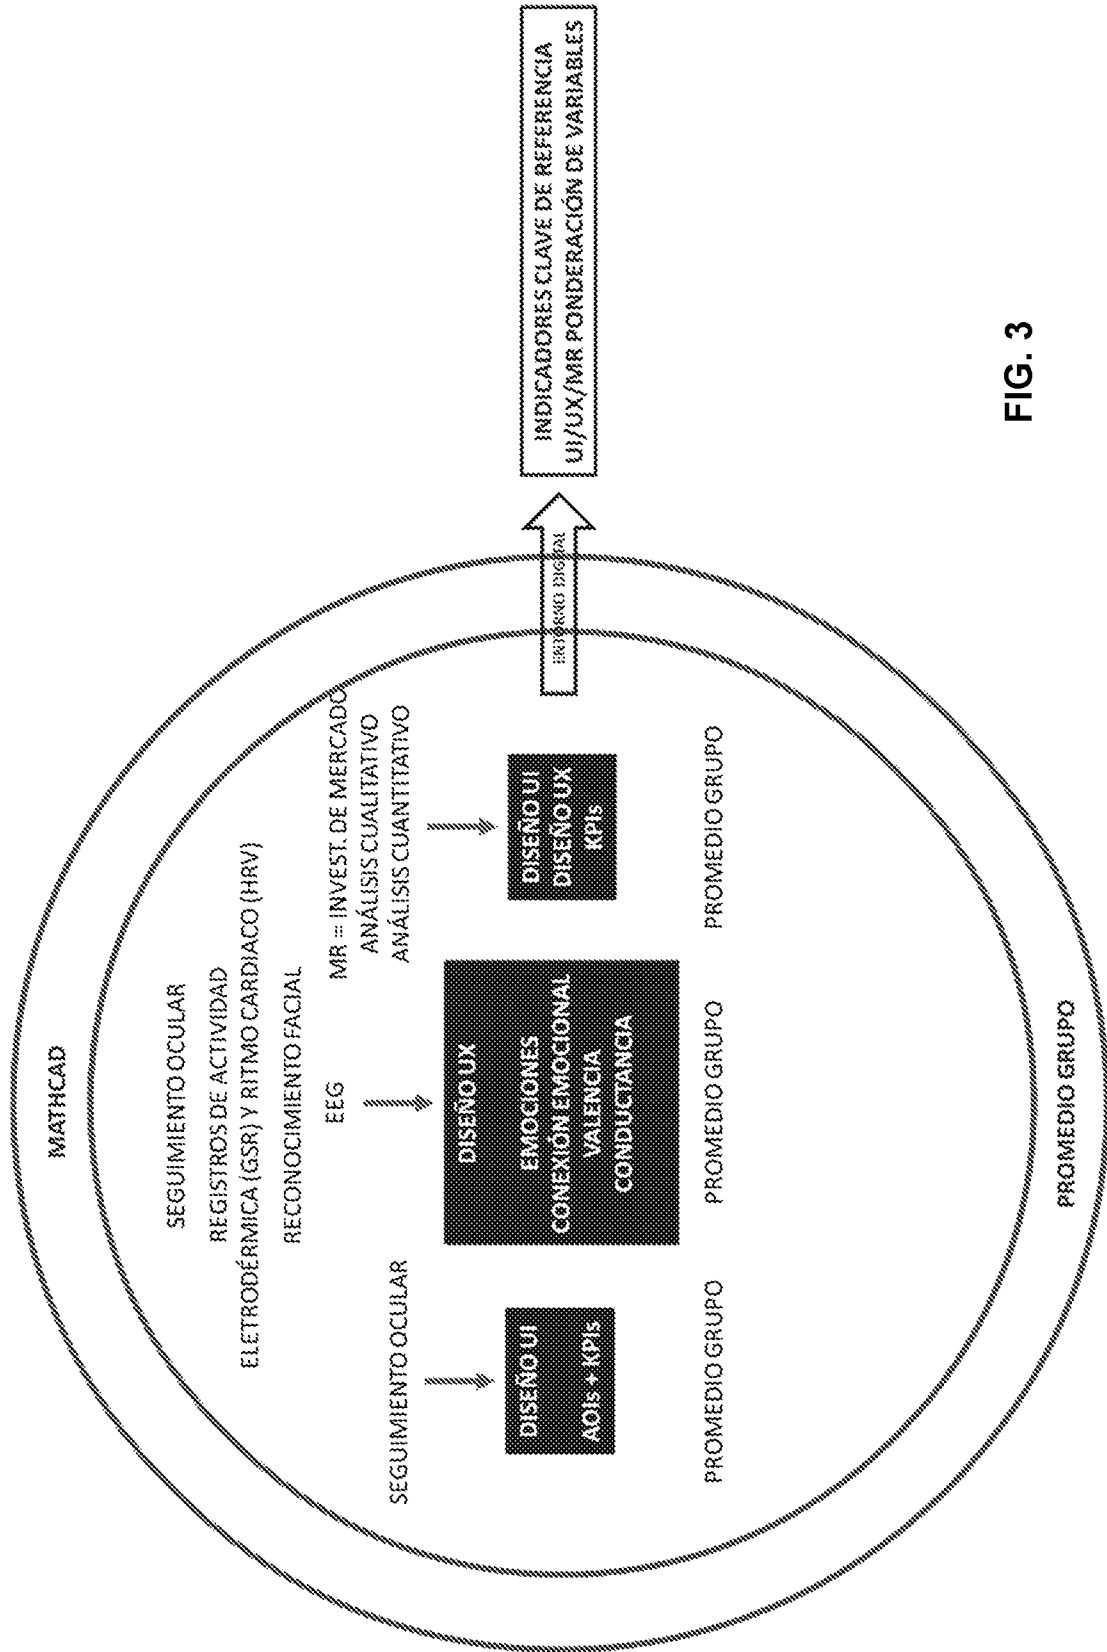 MATHCAD
SEGUIMIENTO OCULAR
REGISTROS DE ACTIVIDAD
ELETRODÉRMICA (GSR) Y RITMO CARDIACO (HRV)
RECONOCIMIENTO FACIAL
EEG
SEGUIMIENTO OCULAR
DISEÑO UI
AOIs + KPIs
PROMEDIO GRUPO
DISEÑO UX
EMOCIONES
CONEXIÓN EMOCIONAL
VALENCIA
CONDUCTANCIA
PROMEDIO GRUPO
MR = INVEST. DE MERCADO
ANÁLISIS CUALITATIVO
ANÁLISIS CUANTITATIVO
DISEÑO UI
DISEÑO UX
KPIs
PROMEDIO GRUPO
PROMEDIO GRUPO
ENTORNO DIGITAL
INDICADORES CLAVE DE REFERENCIA
UI/UX/MR PONDERACIÓN DE VARIABLES
FIG. 3